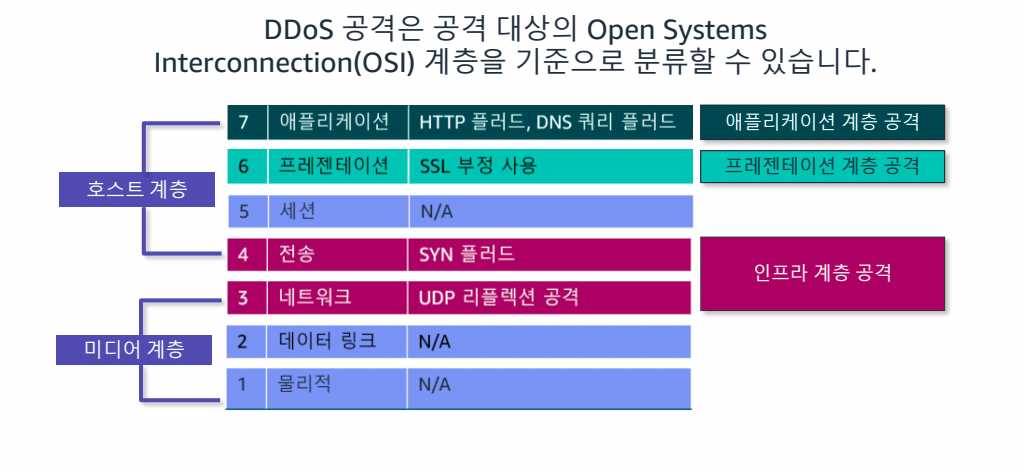 DDoS 공격은 공격 대상의 Open Systems
Interconnection(OSI) 계층을 기준으로 분류할 수 있습니다.
7 애플리케이션 HTTP 플러드, DNS 쿼리 플러드 애플리케이션 계층 공격
6 프레젠테이션 SSL 부정 사용 프레젠테이션 계층 공격
호스트 계층
5 세션 N/A
4 전송 SYN 플러드
인프라 계층 공격
3 네트워크 UDP 리플렉션 공격
2 데이터 링크 N/A
미디어 계층
1 물리적 N/A